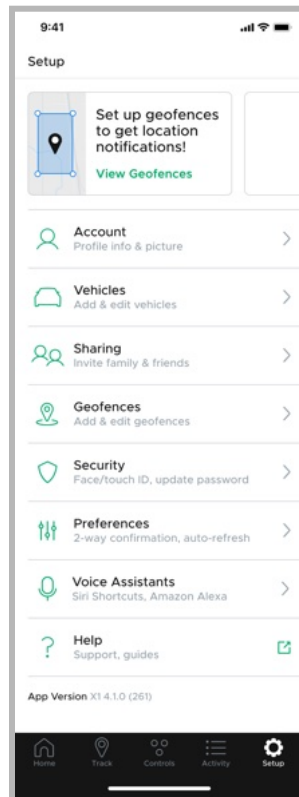 9:41
Setup
Set up geofences
to get location
notifications!
View Geofences
Account
Profile info & picture
Vehicles
Add & edit vehicles
Sharing
Invite family & friends
Geofences
Add & edit geofences
Security
Face/touch ID, update password
Preferences
2-way confirmation, auto-refresh
Voice Assistants
Siri Shortcuts, Amazon Alexa
Help
Support, guides
App Version X1 4.1.0 (261)
Home Track Controls Activity Setup